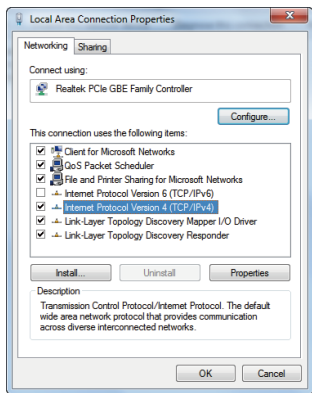 Local Area Connection Properties
Networking
Sharing
Connect using:
Realtek PCIe GBE Family Controller
Configure...
This connection uses the following items:
Client for Microsoft Networks
QoS Packet Scheduler
File and Printer Sharing for Microsoft Networks
Internet Protocol Version 6 (TCP/IPv6)
Internet Protocol Version 4 (TCP/IPv4)
Link-Layer Topology Discovery Mapper I/O Driver
Link-Layer Topology Discovery Responder
Install...
Uninstall
Properties
Description
Transmission Control Protocol/Internet Protocol. The default
wide area network protocol that provides communication
across diverse interconnected networks.
OK
Cancel